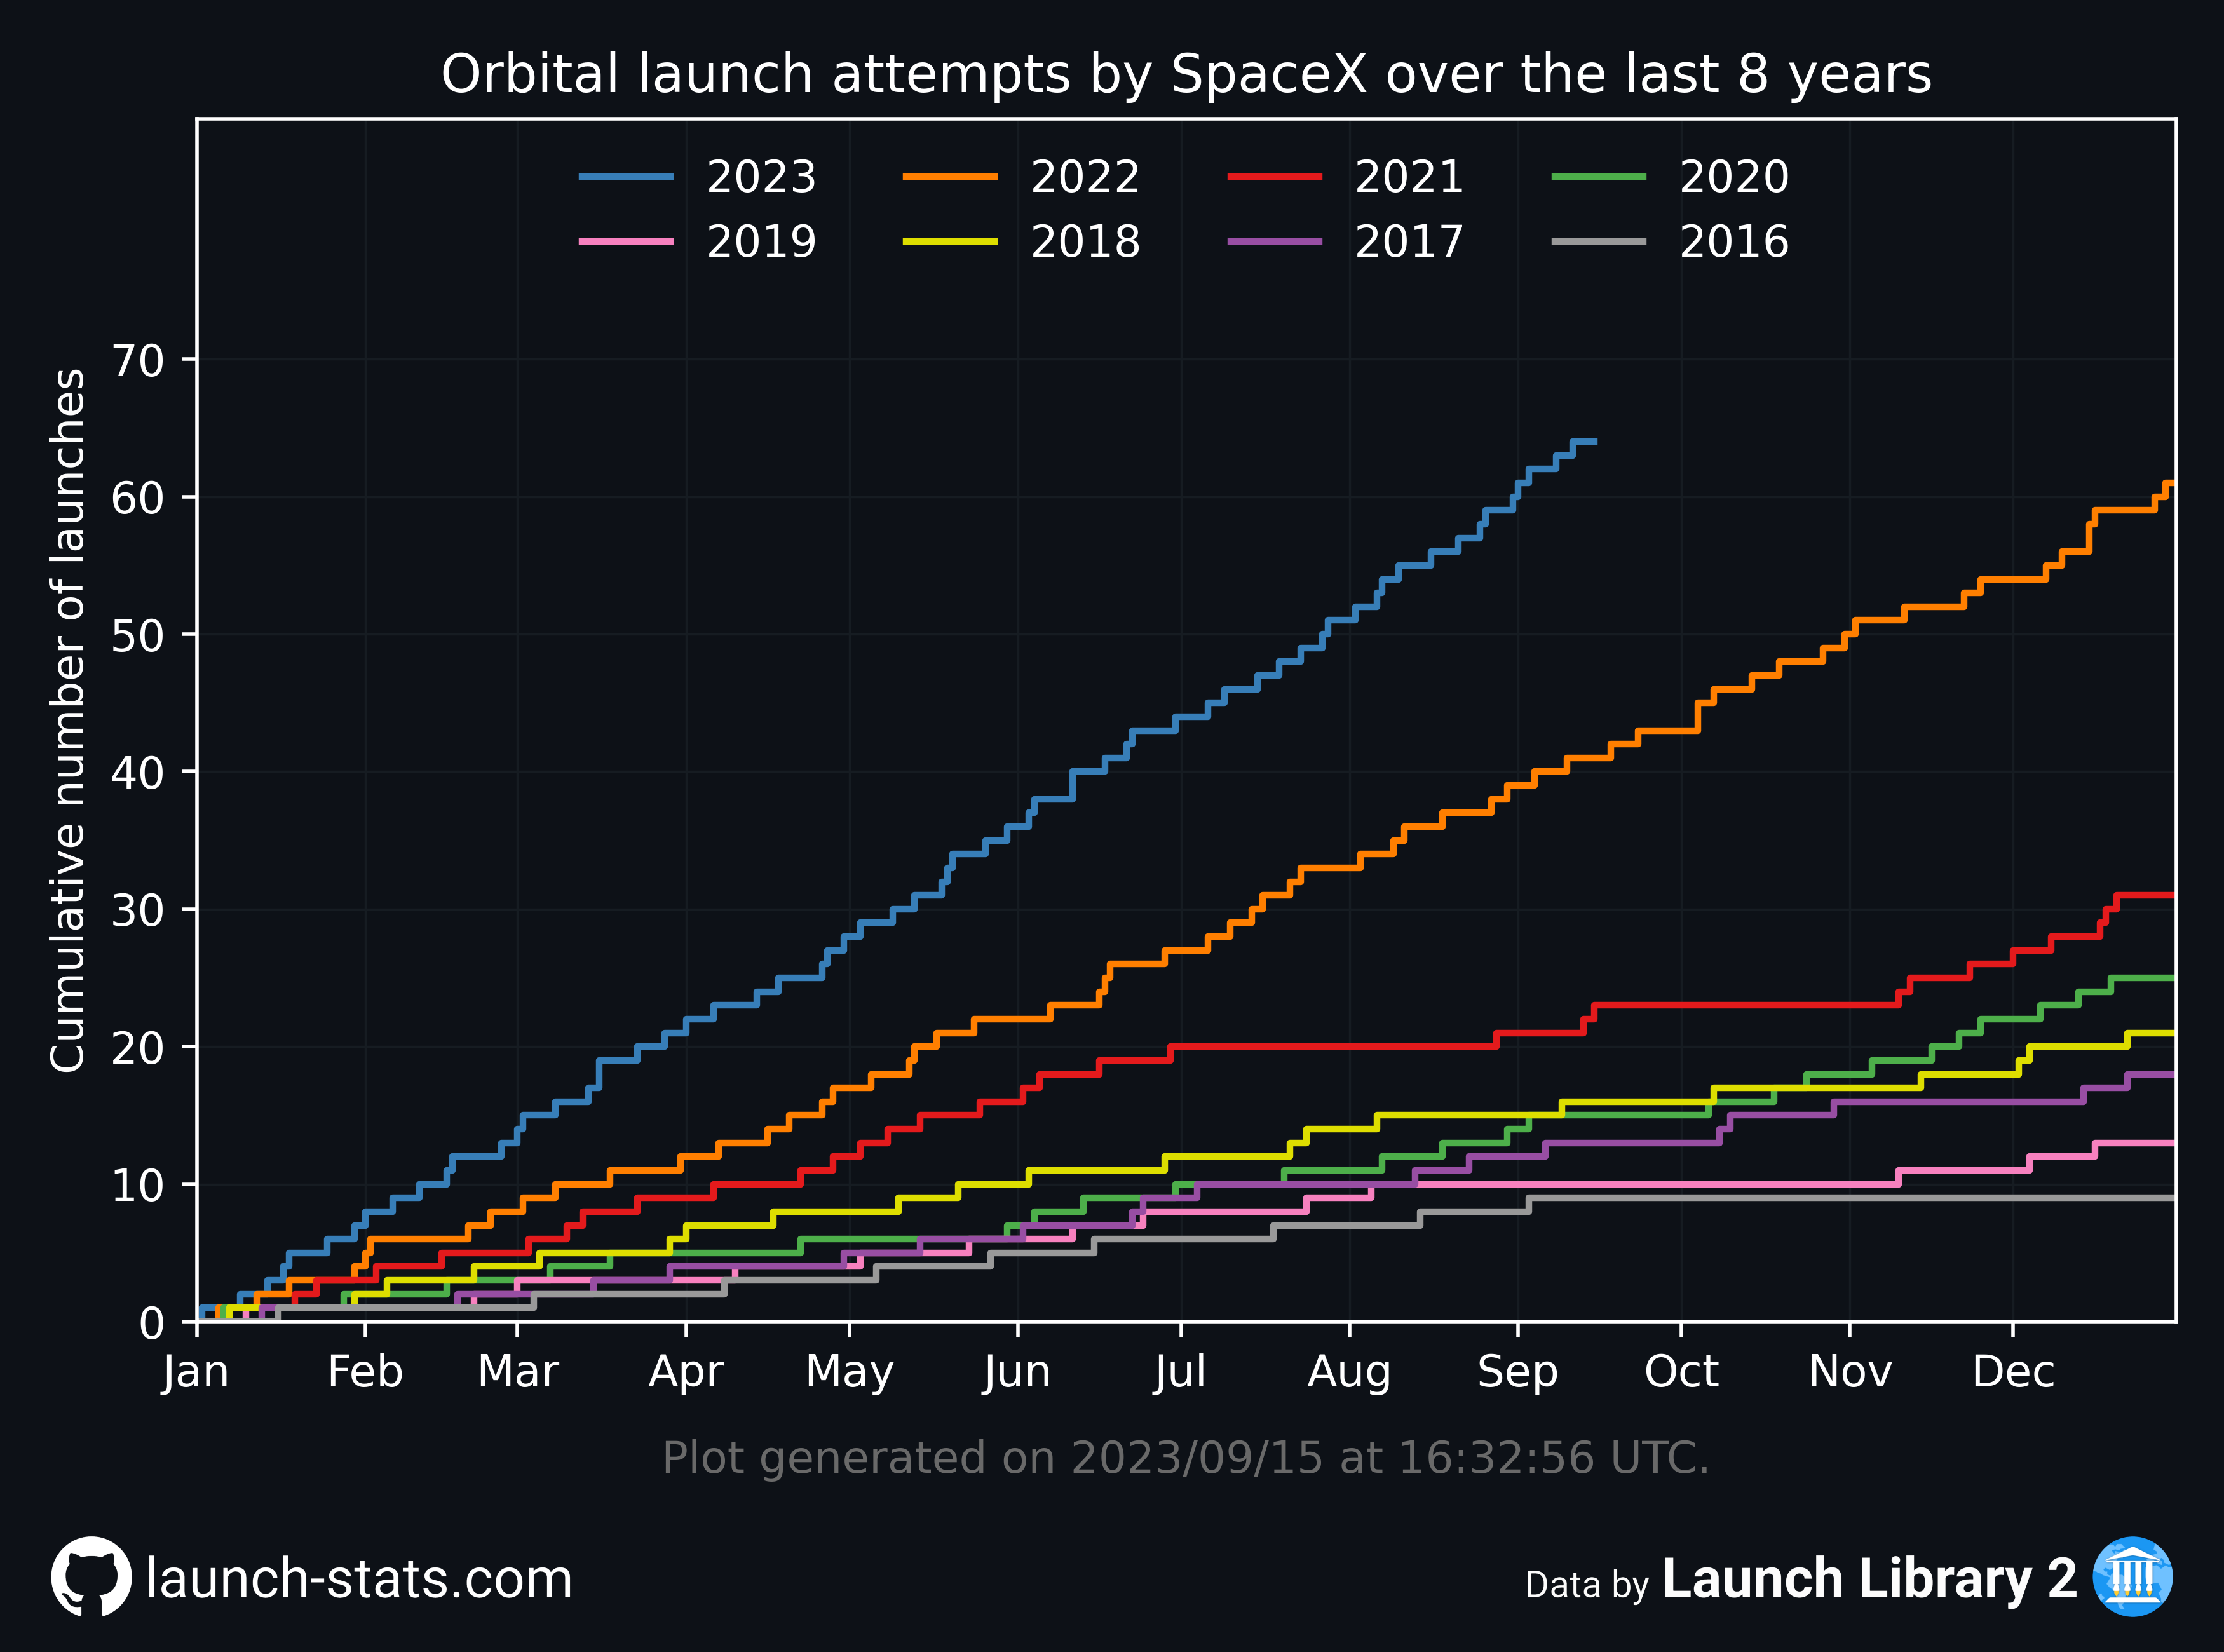 Orbital launch attempts by SpaceX over the last 8 years
2023 2022 2021 2020
2019 2018 2017 2016
Cumulative number of launches
70
60
50
40
30
20
10
0
Jan Feb Mar Apr May Jun Jul Aug Sep Oct Nov Dec
Plot generated on 2023/09/15 at 16:32:56 UTC.
launch-stats.com
Data by Launch Library 2